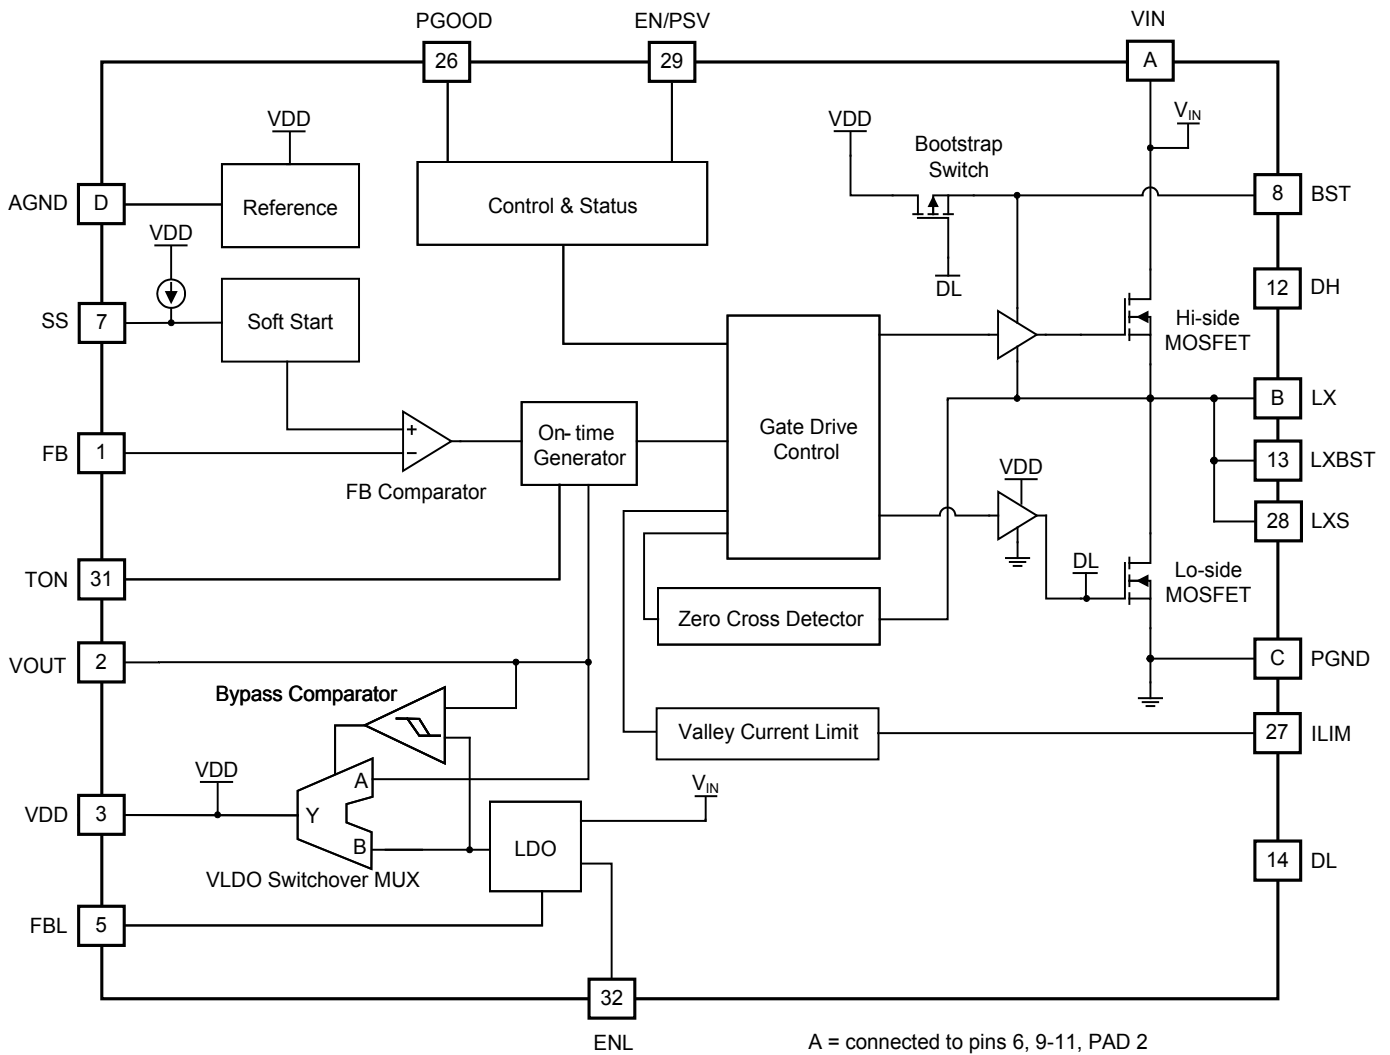 PGOOD
EN/PSV
VIN
26
29
A
VDD
VDD
Bootstrap
Switch
VIN
AGND
D
Reference
Control & Status
8
BST
VDD
DL
12
DH
SS
7
Soft Start
Hi-side
MOSFET
B
LX
FB
1
+
−
On-time
Generator
Gate Drive
Control
13
LXBST
FB Comparator
VDD
28
LXS
TON
31
DL
Lo-side
MOSFET
Zero Cross Detector
VOUT
2
C
PGND
Bypass Comparator
Valley Current Limit
27
ILIM
VDD
A
VIN
VDD
3
Y
B
LDO
14
DL
VLDO Switchover MUX
FBL
5
32
ENL
A = connected to pins 6, 9-11, PAD 2